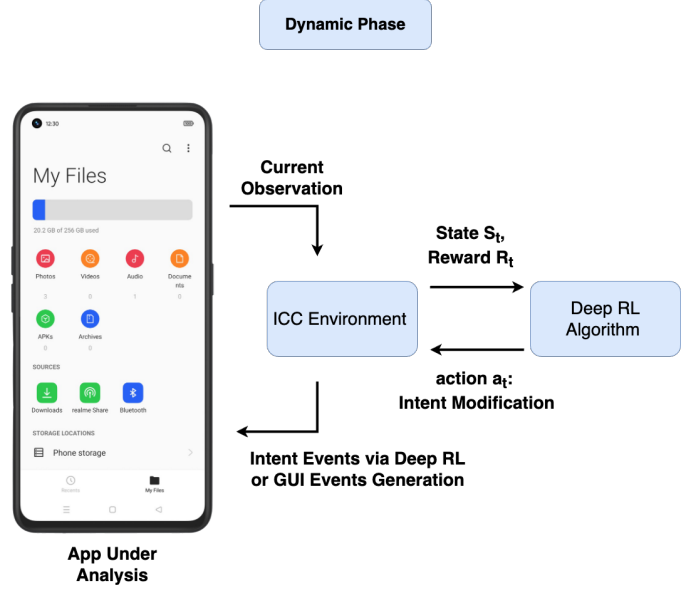 Dynamic Phase
12:30
My Files
20.2 GB of 256 GB used
Photos
Videos
Audio
Docume
nts
3
0
1
0
APKs
Archives
0
0
SOURCES
Downloads
realme Share
Bluetooth
STORAGE LOCATIONS
Phone storage
Recents
My Files
App Under
Analysis
Current
Observation
ICC Environment
State Sₜ,
Reward Rₜ
Deep RL
Algorithm
action aₜ:
Intent Modification
Intent Events via Deep RL
or GUI Events Generation